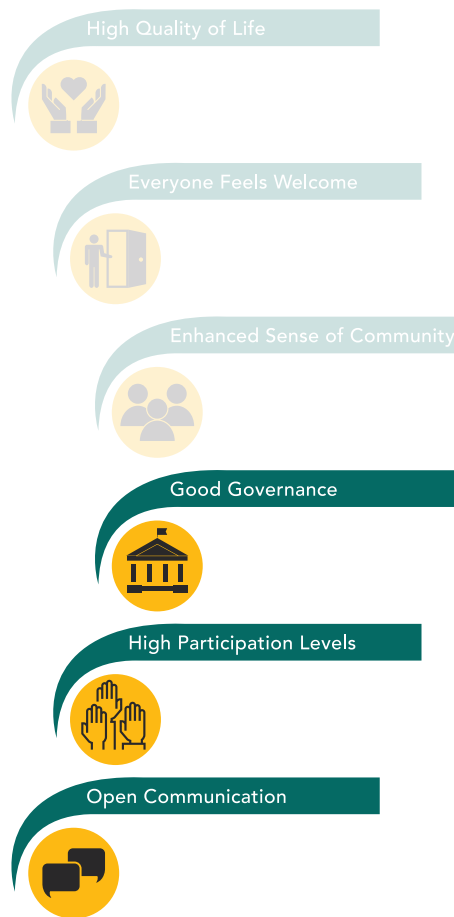 High Quality of Life
Everyone Feels Welcome
Enhanced Sense of Community
Good Governance
High Participation Levels
Open Communication